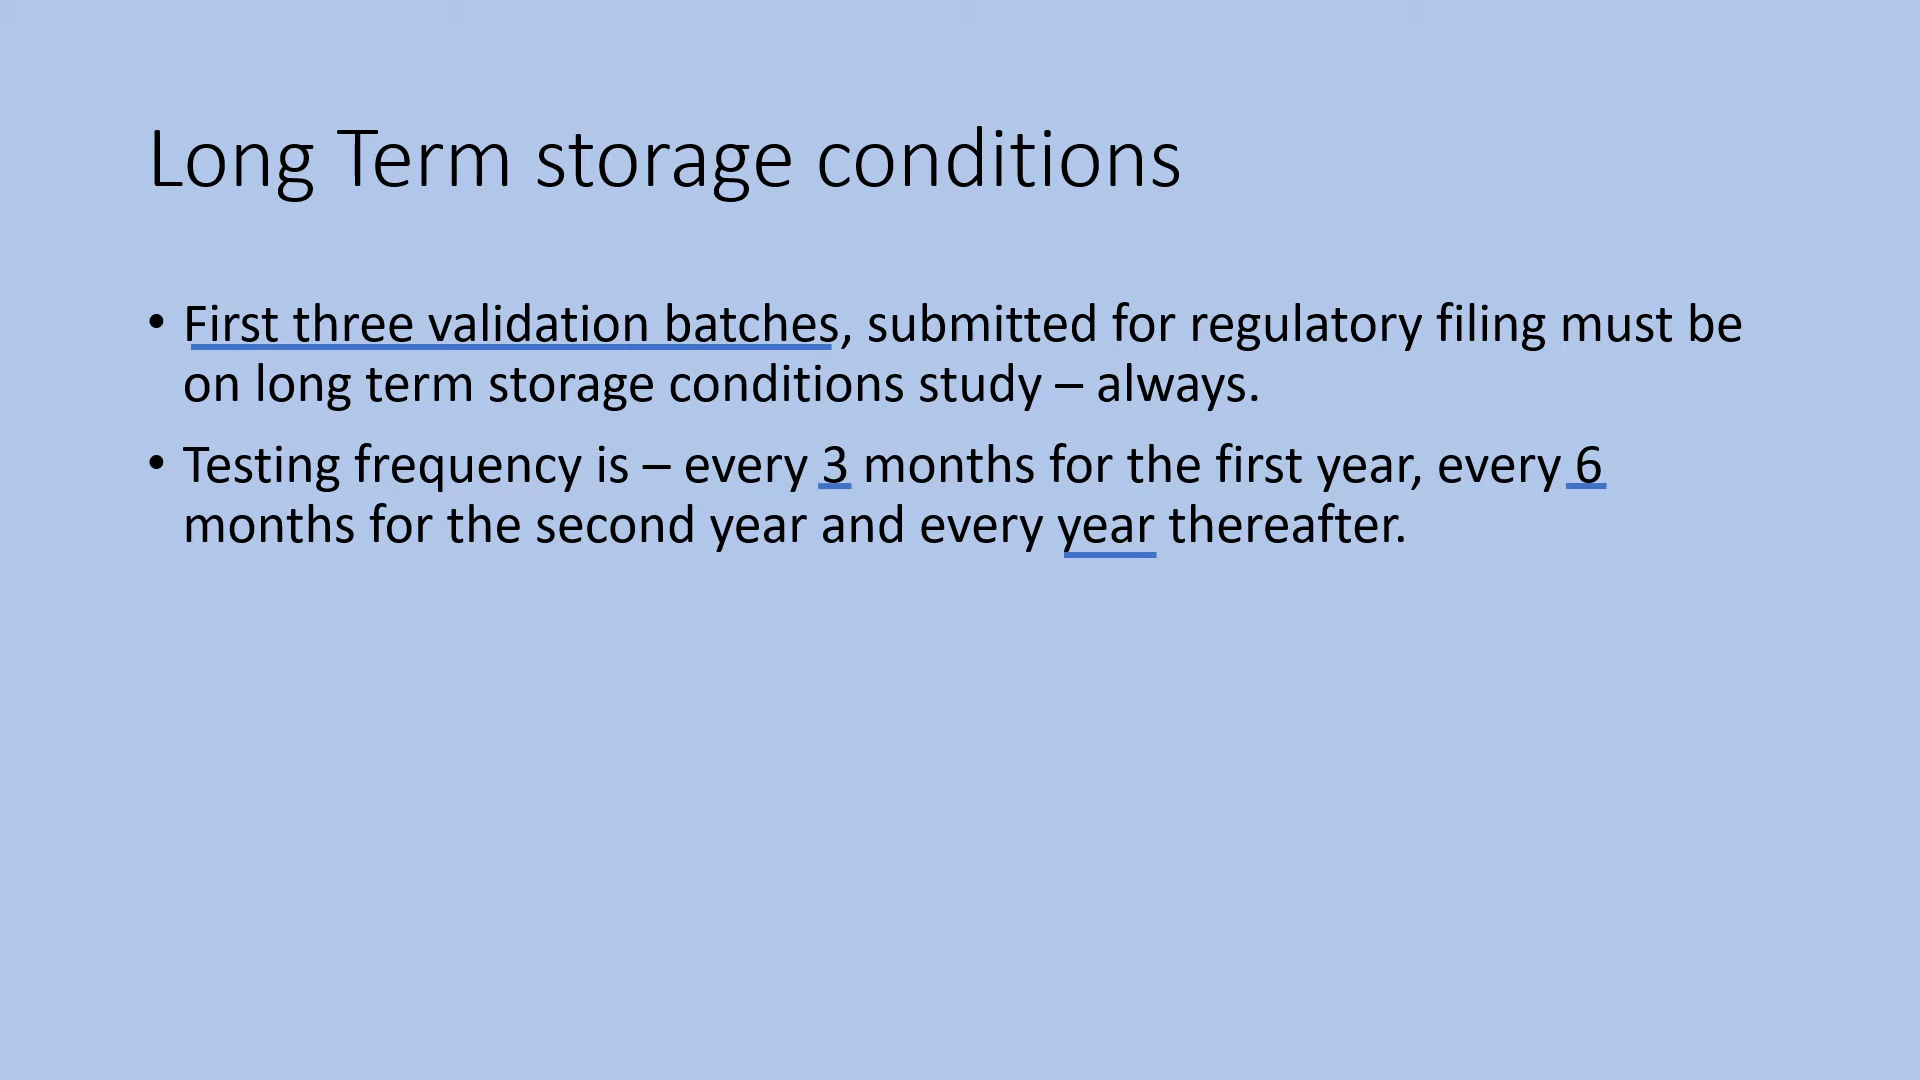 Long Term storage conditions
• First three validation batches, submitted for regulatory filing must be
on long term storage conditions study – always.
• Testing frequency is – every 3 months for the first year, every 6
months for the second year and every year thereafter.